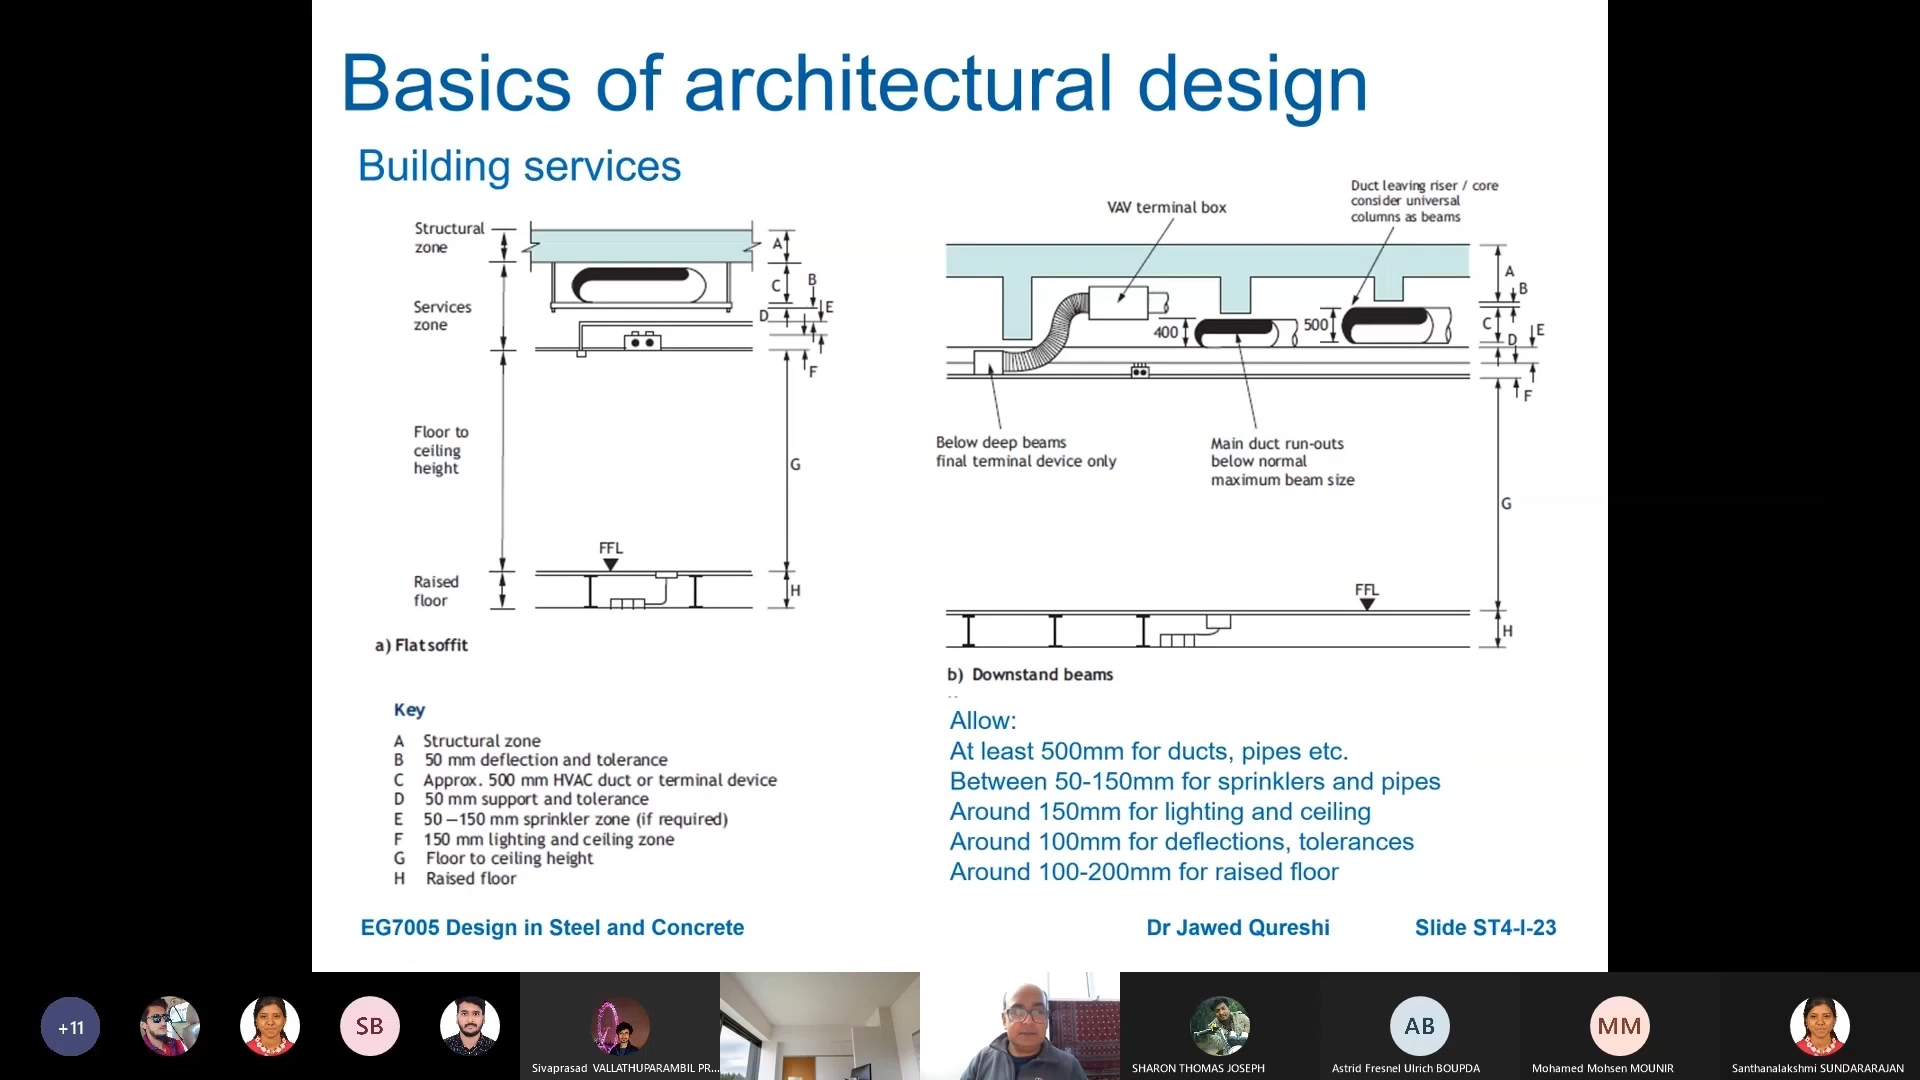 Basics of architectural design
Building services
Structural
zone
Services
zone
Floor to
ceiling
height
Raised
floor
A
B
C
E
D
F
G
FFL
H
a) Flat soffit
VAV terminal box
Duct leaving riser / core
consider universal
columns as beams
400
500
A
B
C
E
D
F
Below deep beams
final terminal device only
Main duct run-outs
below normal
maximum beam size
G
FFL
H
b) Downstand beams
Key
A Structural zone
B 50 mm deflection and tolerance
C Approx. 500 mm HVAC duct or terminal device
D 50 mm support and tolerance
E 50–150 mm sprinkler zone (if required)
F 150 mm lighting and ceiling zone
G Floor to ceiling height
H Raised floor
Allow:
At least 500mm for ducts, pipes etc.
Between 50-150mm for sprinklers and pipes
Around 150mm for lighting and ceiling
Around 100mm for deflections, tolerances
Around 100-200mm for raised floor
EG7005 Design in Steel and Concrete
Dr Jawed Qureshi
Slide ST4-I-23
+11
SB
Sivaprasad VALLATHUPARAMBIL PR...
SHARON THOMAS JOSEPH
AB
Astrid Fresnel Ulrich BOUPDA
MM
Mohamed Mohsen MOUNIR
Santhanalakshmi SUNDARARAJAN